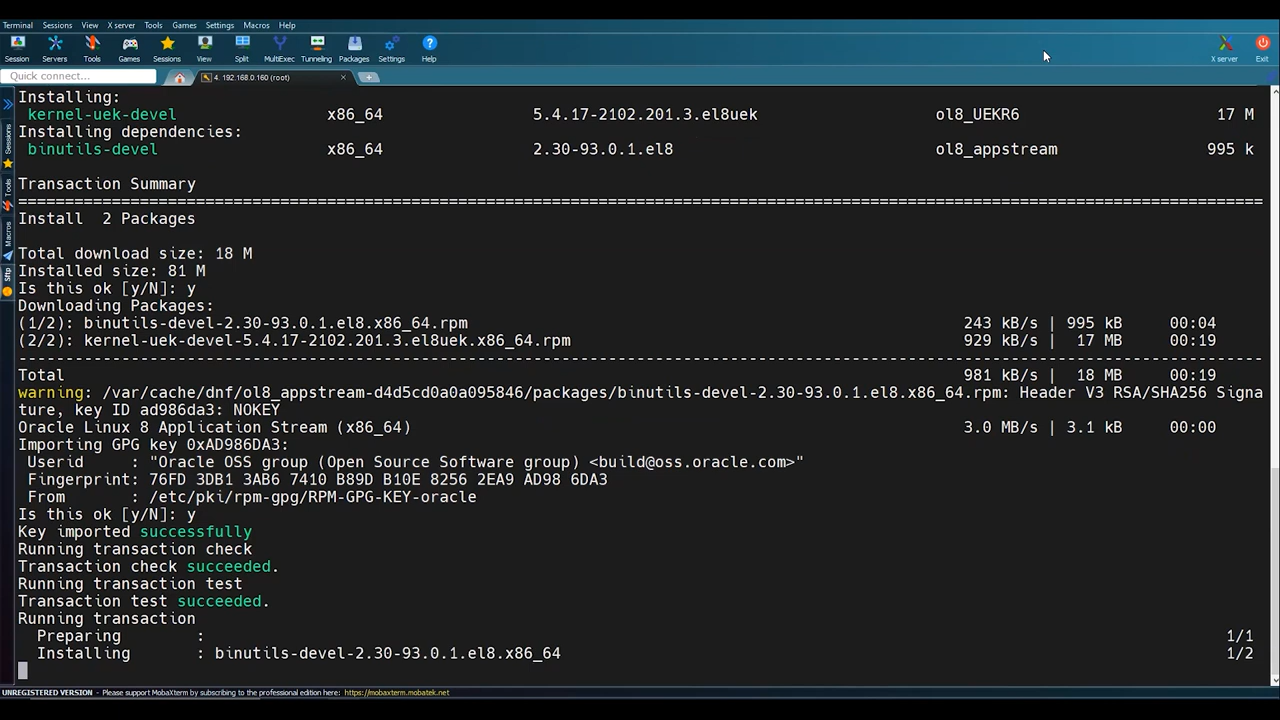 Terminal Sessions View X server Tools Games Settings Macros Help
Session Servers Tools Games Sessions View Split MultiExec Tunneling Packages Settings Help X server Exit
Quick connect... 4. 192.168.0.160 (root)
Sessions
Tools
Macros
Sftp
Installing:
kernel-uek-devel x86_64 5.4.17-2102.201.3.el8uek ol8_UEKR6 17 M
Installing dependencies:
binutils-devel x86_64 2.30-93.0.1.el8 ol8_appstream 995 k
Transaction Summary
================================================================================
Install 2 Packages
Total download size: 18 M
Installed size: 81 M
Is this ok [y/N]: y
Downloading Packages:
(1/2): binutils-devel-2.30-93.0.1.el8.x86_64.rpm 243 kB/s | 995 kB 00:04
(2/2): kernel-uek-devel-5.4.17-2102.201.3.el8uek.x86_64.rpm 929 kB/s | 17 MB 00:19
--------------------------------------------------------------------------------
Total 981 kB/s | 18 MB 00:19
warning: /var/cache/dnf/ol8_appstream-d4d5cd0a0a095846/packages/binutils-devel-2.30-93.0.1.el8.x86_64.rpm: Header V3 RSA/SHA256 Signa
ture, key ID ad986da3: NOKEY
Oracle Linux 8 Application Stream (x86_64) 3.0 MB/s | 3.1 kB 00:00
Importing GPG key 0xAD986DA3:
Userid : "Oracle OSS group (Open Source Software group) <build@oss.oracle.com>"
Fingerprint: 76FD 3DB1 3AB6 7410 B89D B10E 8256 2EA9 AD98 6DA3
From : /etc/pki/rpm-gpg/RPM-GPG-KEY-oracle
Is this ok [y/N]: y
Key imported successfully
Running transaction check
Transaction check succeeded.
Running transaction test
Transaction test succeeded.
Running transaction
Preparing : 1/1
Installing : binutils-devel-2.30-93.0.1.el8.x86_64 1/2
UNREGISTERED VERSION - Please support MobaXterm by subscribing to the professional edition here: https://mobaxterm.mobatek.net